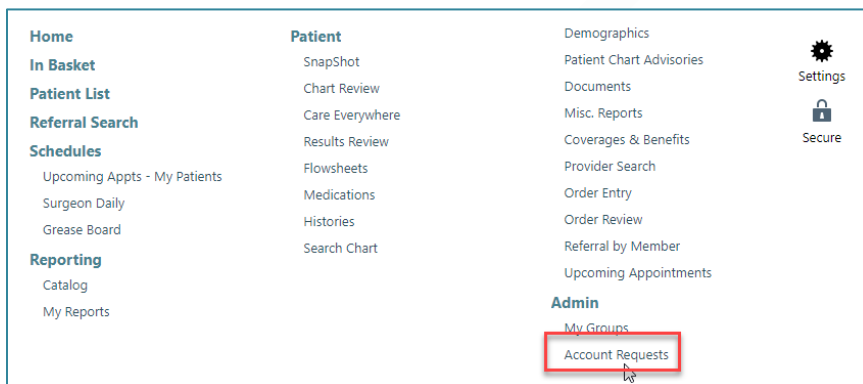 Home
In Basket
Patient List
Referral Search
Schedules
Upcoming Appts - My Patients
Surgeon Daily
Grease Board
Reporting
Catalog
My Reports
Patient
SnapShot
Chart Review
Care Everywhere
Results Review
Flowsheets
Medications
Histories
Search Chart
Demographics
Patient Chart Advisories
Documents
Misc. Reports
Coverages & Benefits
Provider Search
Order Entry
Order Review
Referral by Member
Upcoming Appointments
Admin
My Groups
Account Requests
Settings
Secure